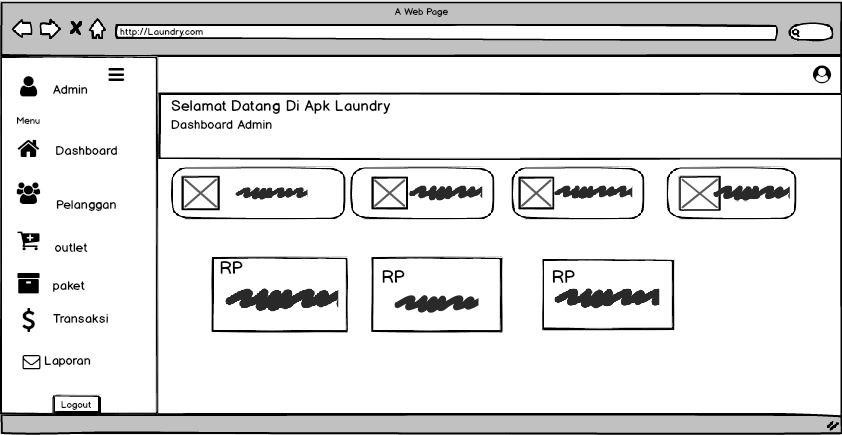 A Web Page
http://Laundry.com
Admin
Menu
Dashboard
Pelanggan
outlet
paket
Transaksi
Laporan
Logout
Selamat Datang Di Apk Laundry
Dashboard Admin
RP
RP
RP